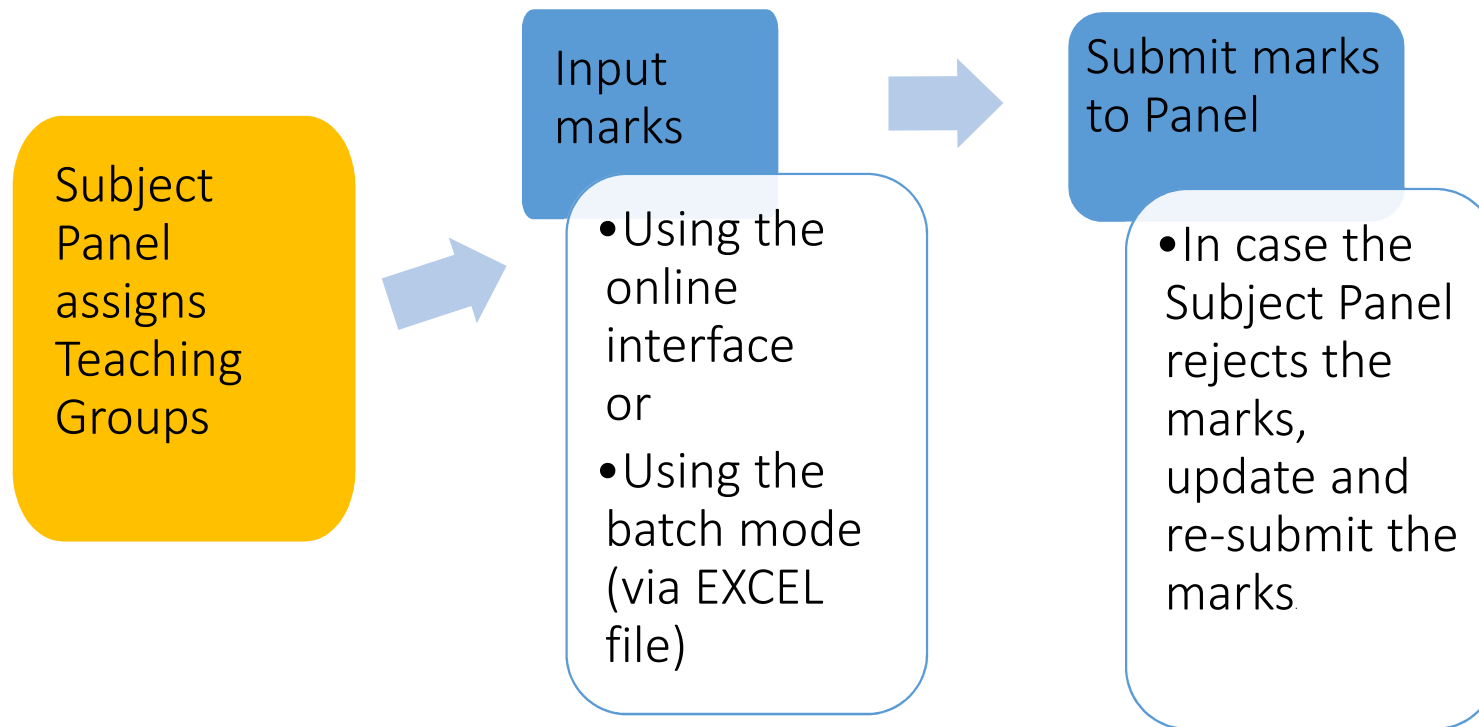 Subject
Panel
assigns
Teaching
Groups
Input
marks
•Using the
online
interface
or
•Using the
batch mode
(via EXCEL
file)
Submit marks
to Panel
•In case the
Subject Panel
rejects the
marks,
update and
re-submit the
marks.